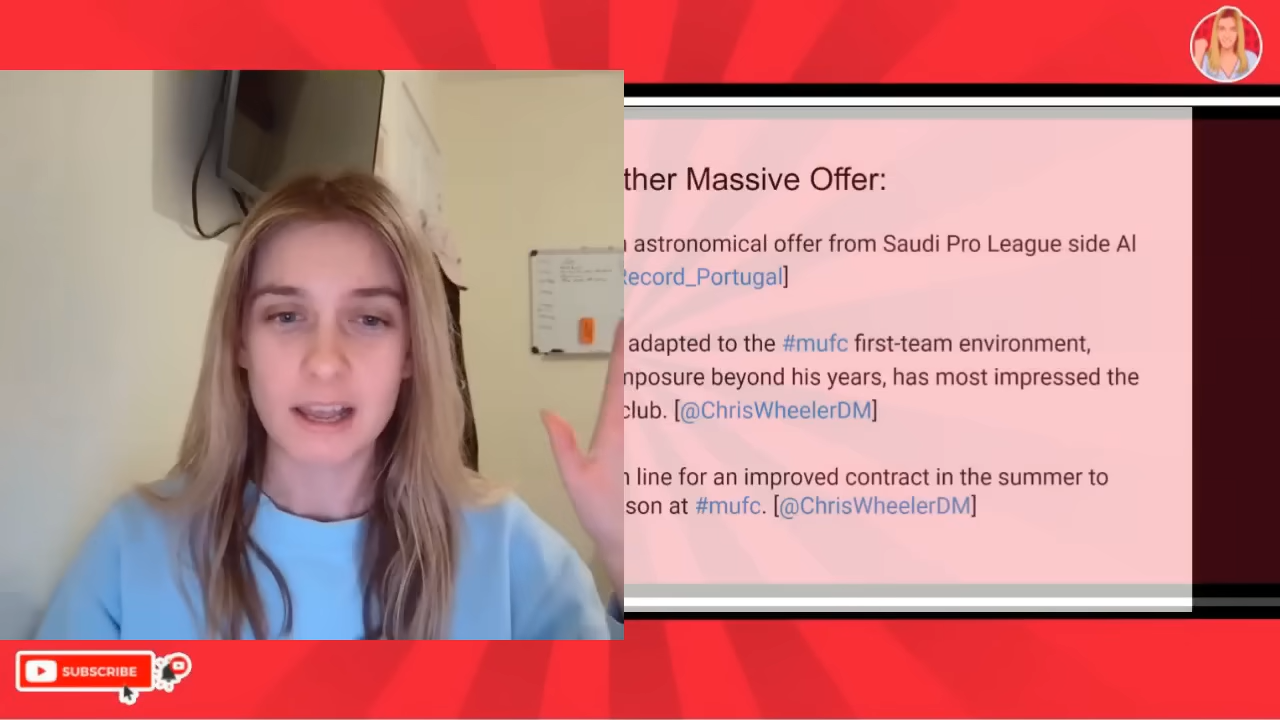 ther Massive Offer:
astronomical offer from Saudi Pro League side Al
Record_Portugal]
adapted to the #mufc first-team environment,
mposure beyond his years, has most impressed the
club. [@ChrisWheelerDM]
line for an improved contract in the summer to
son at #mufc. [@ChrisWheelerDM]
SUBSCRIBE